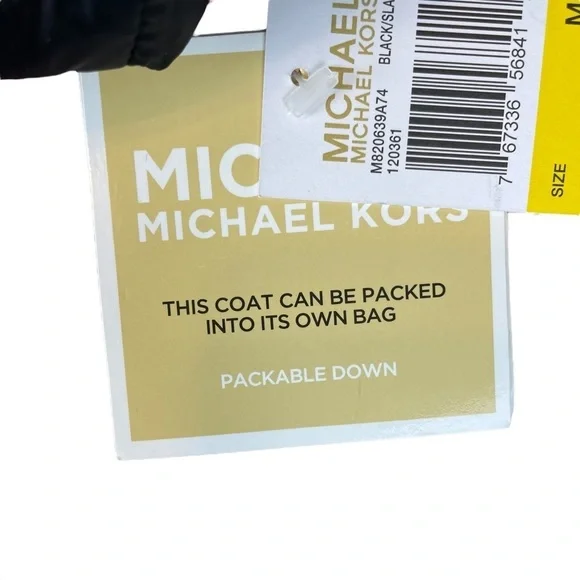 MICHAEL
MICHAEL KORS
M820639A74 BLACK/SLA
120361
7 67336 56841
SIZE
M
MIC
MICHAEL KORS
THIS COAT CAN BE PACKED
INTO ITS OWN BAG
PACKABLE DOWN